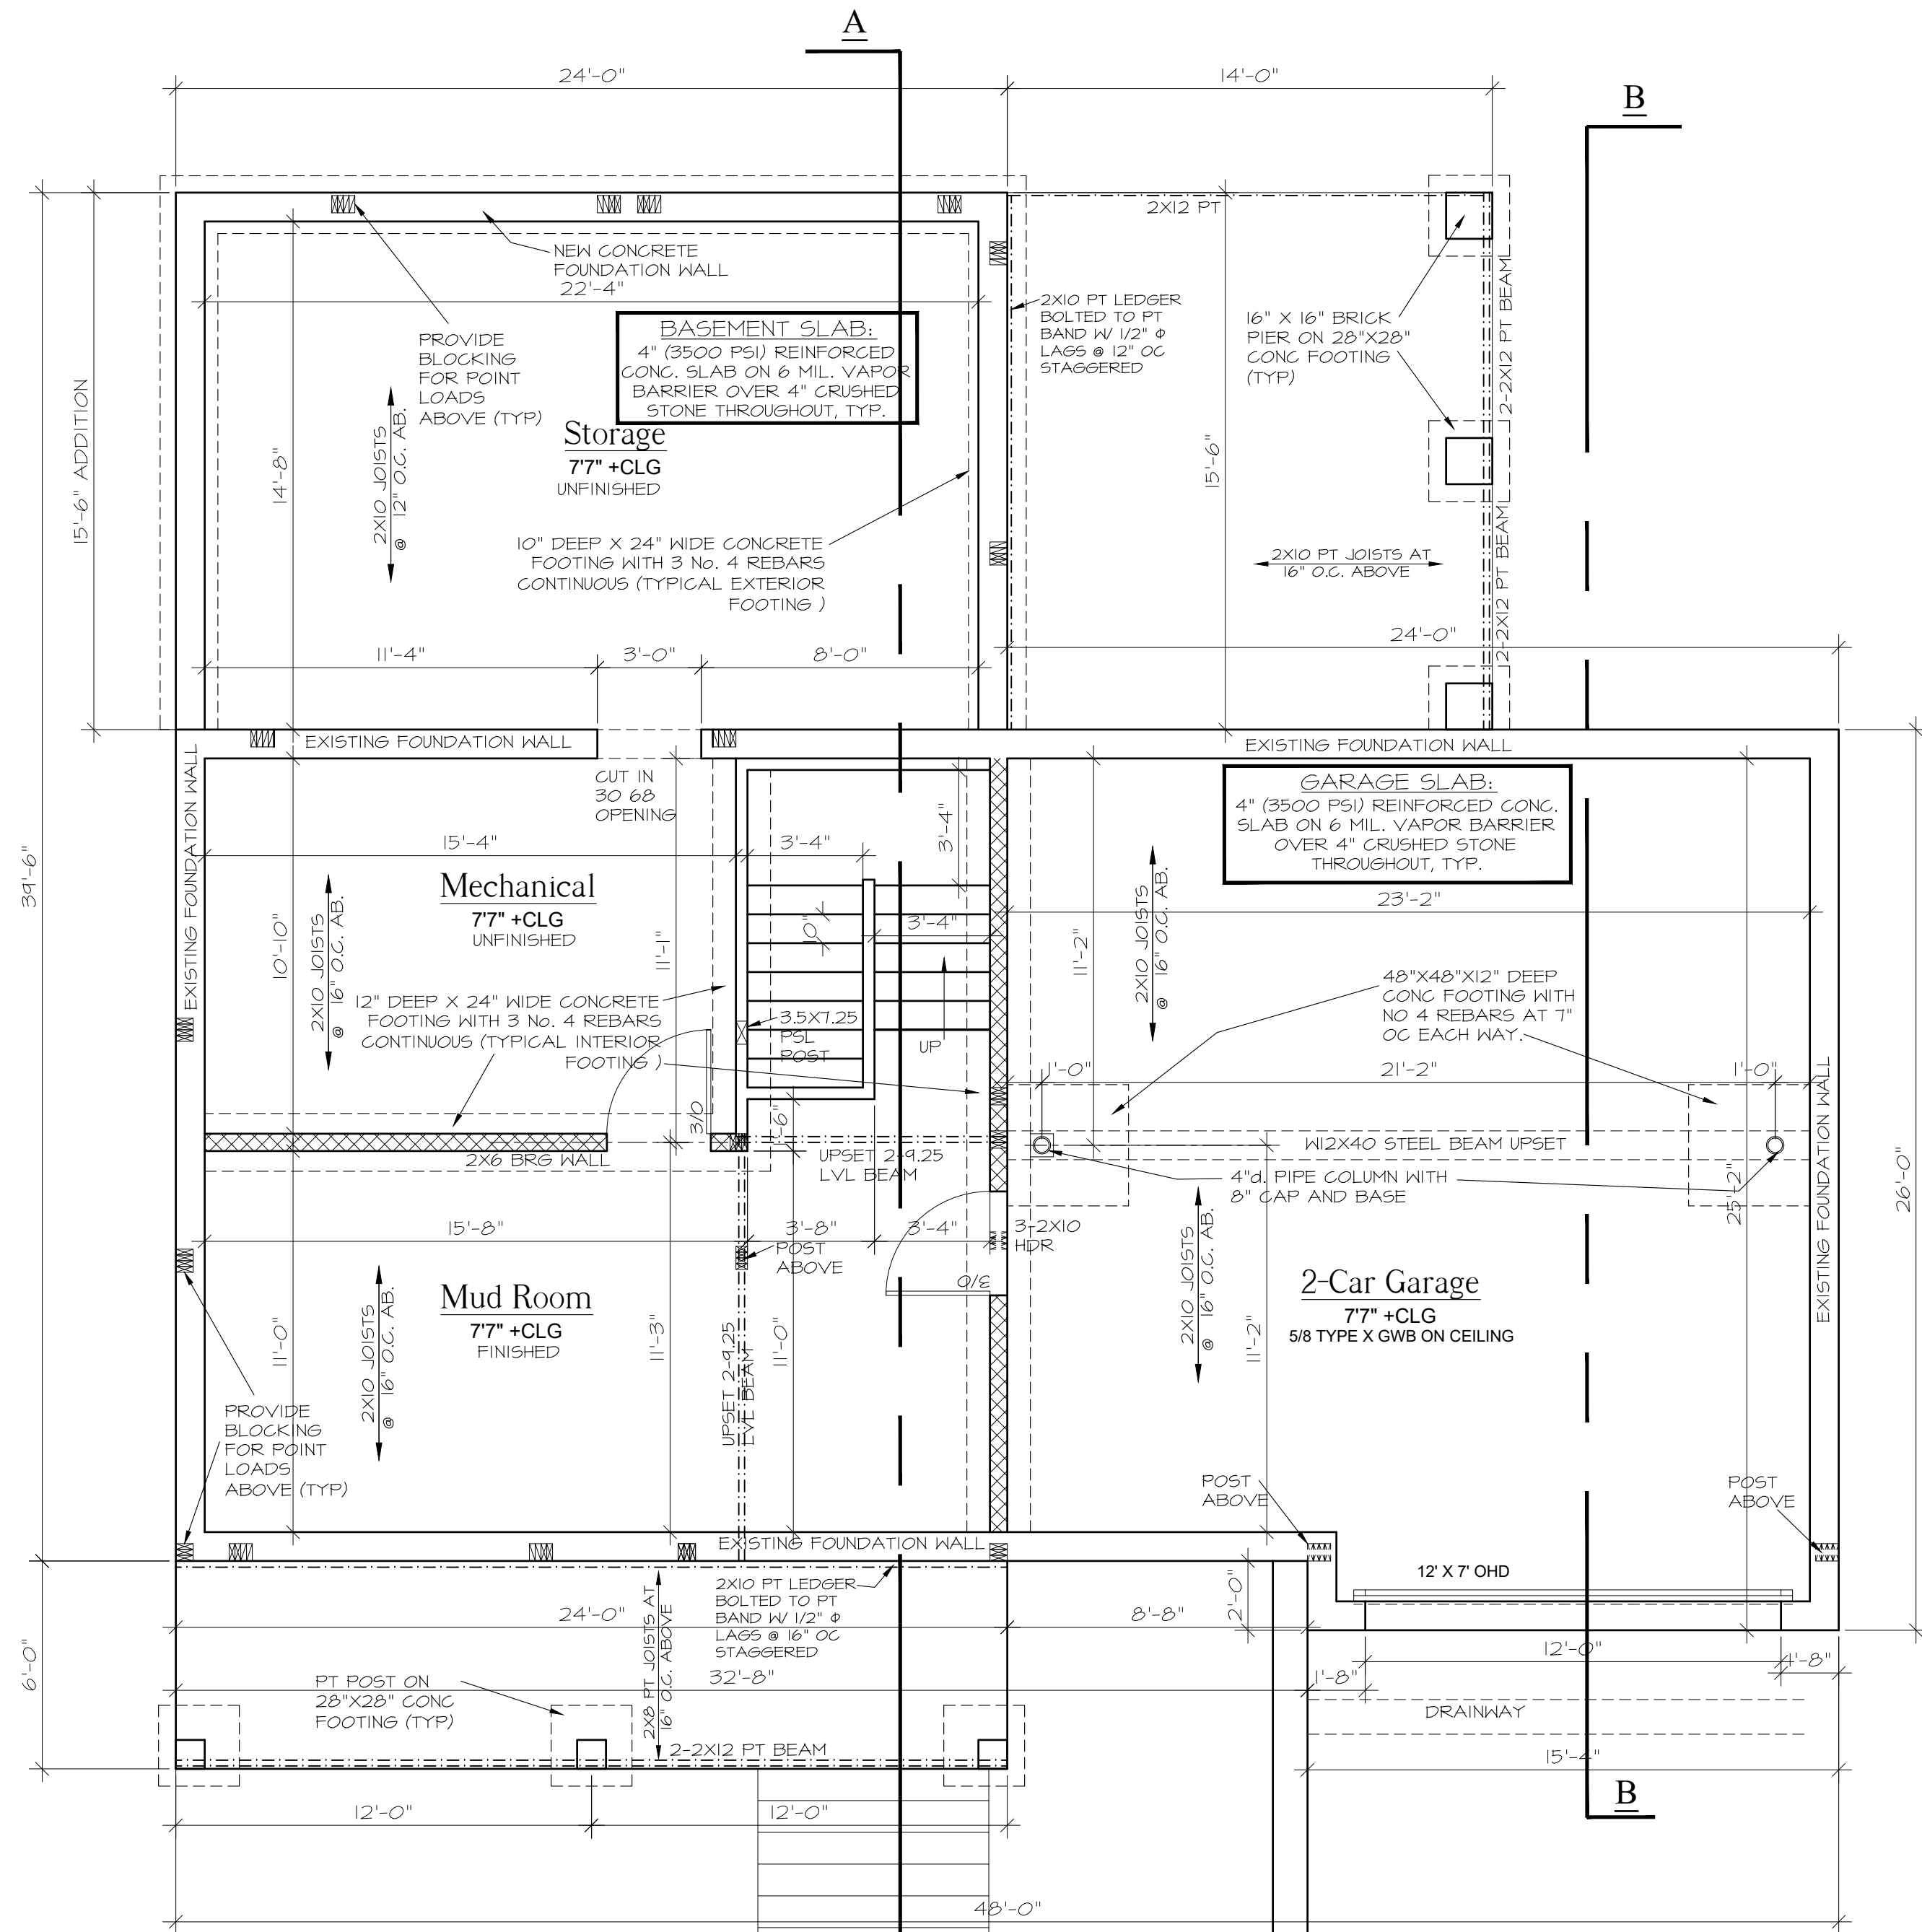 A
24'-0"
14'-0"
B
2X12 PT
NEW CONCRETE
FOUNDATION WALL
22'-4"
BASEMENT SLAB:
4" (3500 PSI) REINFORCED
CONC. SLAB ON 6 MIL. VAPOR
BARRIER OVER 4" CRUSHED
STONE THROUGHOUT, TYP.
PROVIDE
BLOCKING
FOR POINT
LOADS
ABOVE (TYP)
2X10 PT LEDGER
BOLTED TO PT
BAND W/ 1/2" Φ
LAGS @ 12" OC
STAGGERED
16" X 16" BRICK
PIER ON 28"X28"
CONC FOOTING
(TYP)
2-2X12 PT BEAM
15'-6" ADDITION
14'-8"
2X10 JOISTS
@ 12" O.C. AB.
Storage
7'7" +CLG
UNFINISHED
15'-6"
10" DEEP X 24" WIDE CONCRETE
FOOTING WITH 3 No. 4 REBARS
CONTINUOUS (TYPICAL EXTERIOR
FOOTING )
2X10 PT JOISTS AT
16" O.C. ABOVE
2-2X12 PT BEAM
24'-0"
11'-4"
3'-0"
8'-0"
EXISTING FOUNDATION WALL
EXISTING FOUNDATION WALL
EXISTING FOUNDATION WALL
CUT IN
30 68
OPENING
GARAGE SLAB:
4" (3500 PSI) REINFORCED CONC.
SLAB ON 6 MIL. VAPOR BARRIER
OVER 4" CRUSHED STONE
THROUGHOUT, TYP.
39'-6"
15'-4"
3'-4"
3'-4"
Mechanical
7'7" +CLG
UNFINISHED
10'-10"
2X10 JOISTS
@ 16" O.C. AB.
11'-1"
10"
3'-4"
23'-2"
11'-2"
2X10 JOISTS
@ 16" O.C. AB.
12" DEEP X 24" WIDE CONCRETE
FOOTING WITH 3 No. 4 REBARS
CONTINUOUS (TYPICAL INTERIOR
FOOTING )
3.5X7.25
PSL
POST
UP
48"X48"X12" DEEP
CONC FOOTING WITH
NO 4 REBARS AT 7"
OC EACH WAY.
1'-0"
21'-2"
1'-0"
3/0
2X6 BRG WALL
UPSET 2-9.25
LVL BEAM
W12X40 STEEL BEAM UPSET
4"d. PIPE COLUMN WITH
8" CAP AND BASE
25'-2"
26'-0"
EXISTING FOUNDATION WALL
15'-8"
3'-8"
3'-4"
POST
ABOVE
3-2X10
HDR
3/0
Mud Room
7'7" +CLG
FINISHED
11'-0"
2X10 JOISTS
@ 16" O.C. AB.
11'-3"
UPSET 2-9.25
LVL BEAM
11'-0"
2X10 JOISTS
@ 16" O.C. AB.
11'-2"
2-Car Garage
7'7" +CLG
5/8 TYPE X GWB ON CEILING
PROVIDE
BLOCKING
FOR POINT
LOADS
ABOVE (TYP)
POST
ABOVE
POST
ABOVE
EXISTING FOUNDATION WALL
12' X 7' OHD
2X10 PT LEDGER
BOLTED TO PT
BAND W/ 1/2" Φ
LAGS @ 16" OC
STAGGERED
24'-0"
2X8 PT JOISTS AT
16" O.C. ABOVE
8'-8"
2'-0"
6'-0"
12'-0"
1'-8"
1'-8"
32'-8"
PT POST ON
28"X28" CONC
FOOTING (TYP)
DRAINWAY
2-2X12 PT BEAM
15'-4"
B
12'-0"
12'-0"
48'-0"